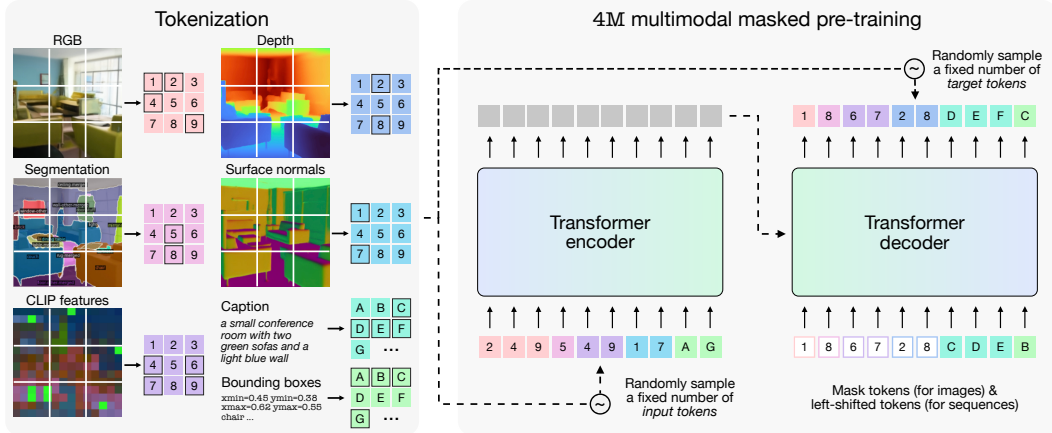 Tokenization
RGB
1 2 3
4 5 6
7 8 9
Depth
1 2 3
4 5 6
7 8 9
Segmentation
1 2 3
4 5 6
7 8 9
Surface normals
1 2 3
4 5 6
7 8 9
CLIP features
1 2 3
4 5 6
7 8 9
Caption
a small conference
room with two
green sofas and a
light blue wall
A B C
D E F
G ...
Bounding boxes
xmin=0.45 ymin=0.38
xmax=0.62 ymax=0.55
chair ...
A B C
D E F
G ...
4M multimodal masked pre-training
Randomly sample
a fixed number of
target tokens
~
1 8 6 7 2 8 D E F C
Transformer
encoder
Transformer
decoder
2 4 9 5 4 9 1 7 A G
1 8 6 7 2 8 C D E B
~
Randomly sample
a fixed number of
input tokens
Mask tokens (for images) &
left-shifted tokens (for sequences)